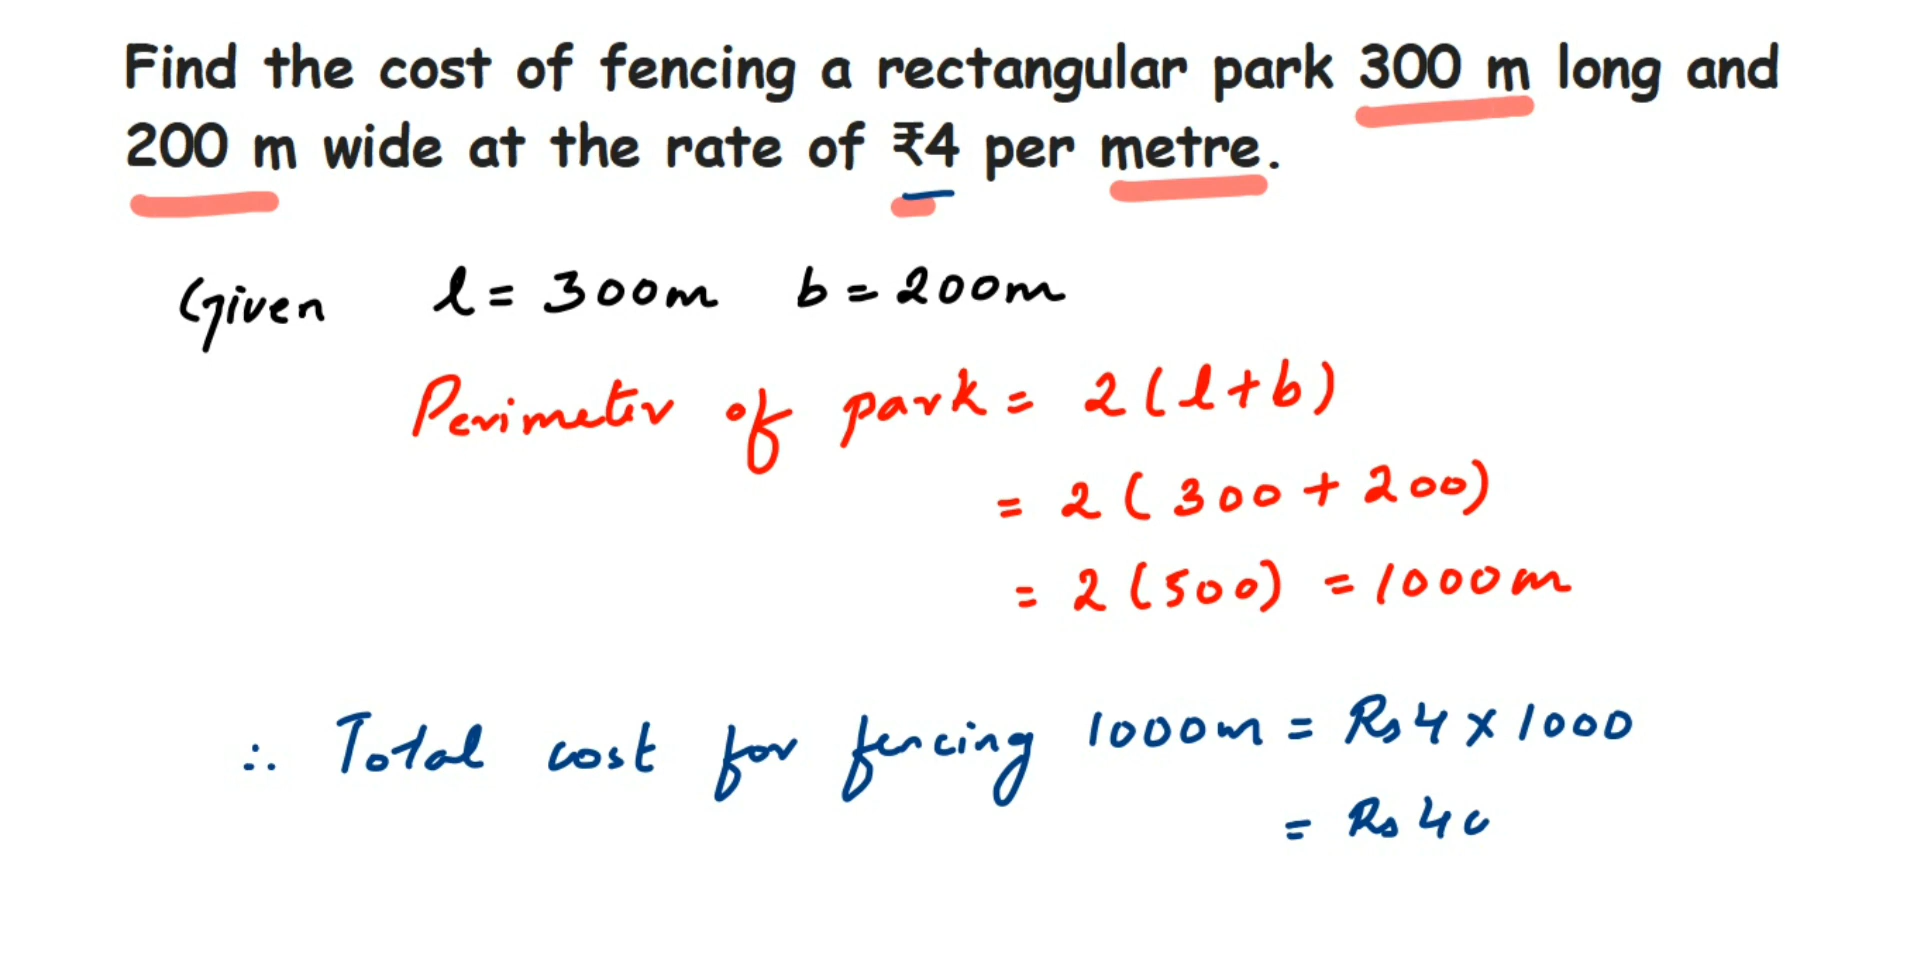 Find the cost of fencing a rectangular park 300 m long and
200 m wide at the rate of ₹4 per metre.
Given l = 300m b = 200m
Perimeter of park = 2(l+b)
= 2(300+200)
= 2(500) = 1000m
∴ Total cost for fencing 1000m = Rs 4 × 1000
= Rs 40